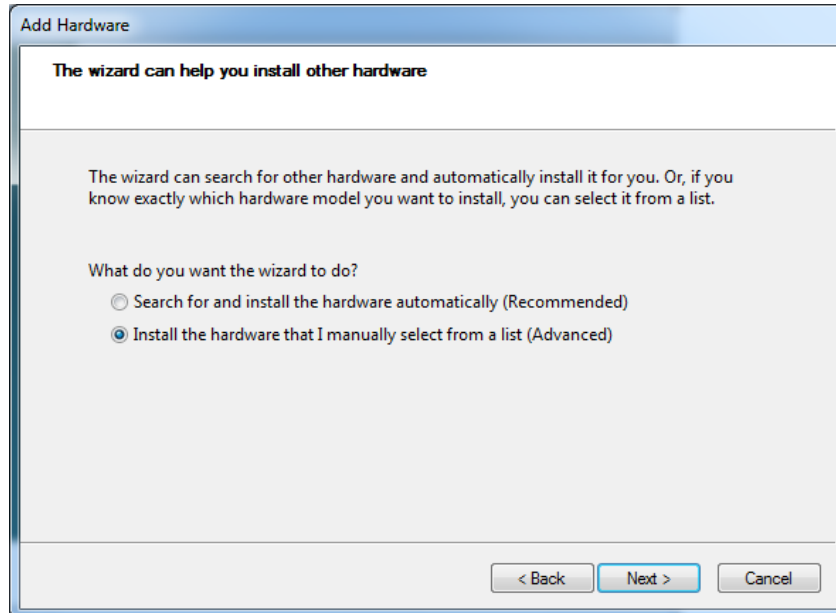 Add Hardware
The wizard can help you install other hardware
The wizard can search for other hardware and automatically install it for you. Or, if you
know exactly which hardware model you want to install, you can select it from a list.
What do you want the wizard to do?
Search for and install the hardware automatically (Recommended)
Install the hardware that I manually select from a list (Advanced)
< Back Next > Cancel